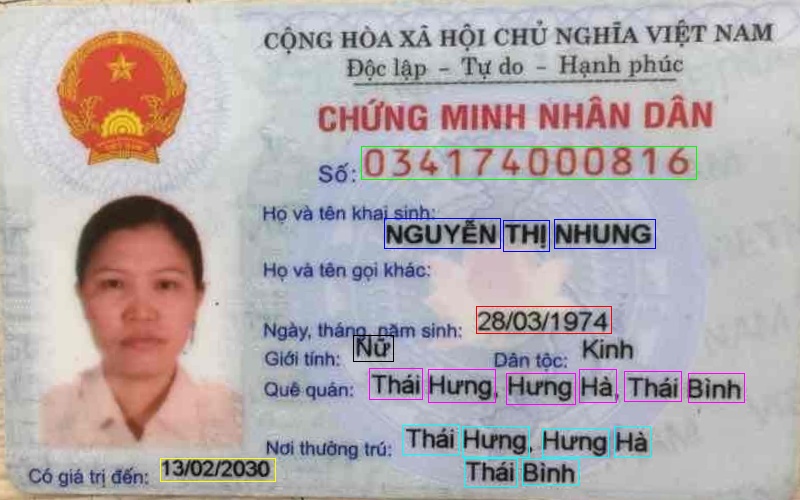 CỘNG HÒA XÃ HỘI CHỦ NGHĨA VIỆT NAM
Độc lập - Tự do - Hạnh phúc
CHỨNG MINH NHÂN DÂN
Số: 034174000816
Họ và tên khai sinh:
NGUYỄN THỊ NHUNG
Họ và tên gọi khác:
Ngày, tháng, năm sinh: 28/03/1974
Giới tính: Nữ Dân tộc: Kinh
Quê quán: Thái Hưng, Hưng Hà, Thái Bình
Nơi thường trú: Thái Hưng, Hưng Hà
Thái Bình
Có giá trị đến: 13/02/2030